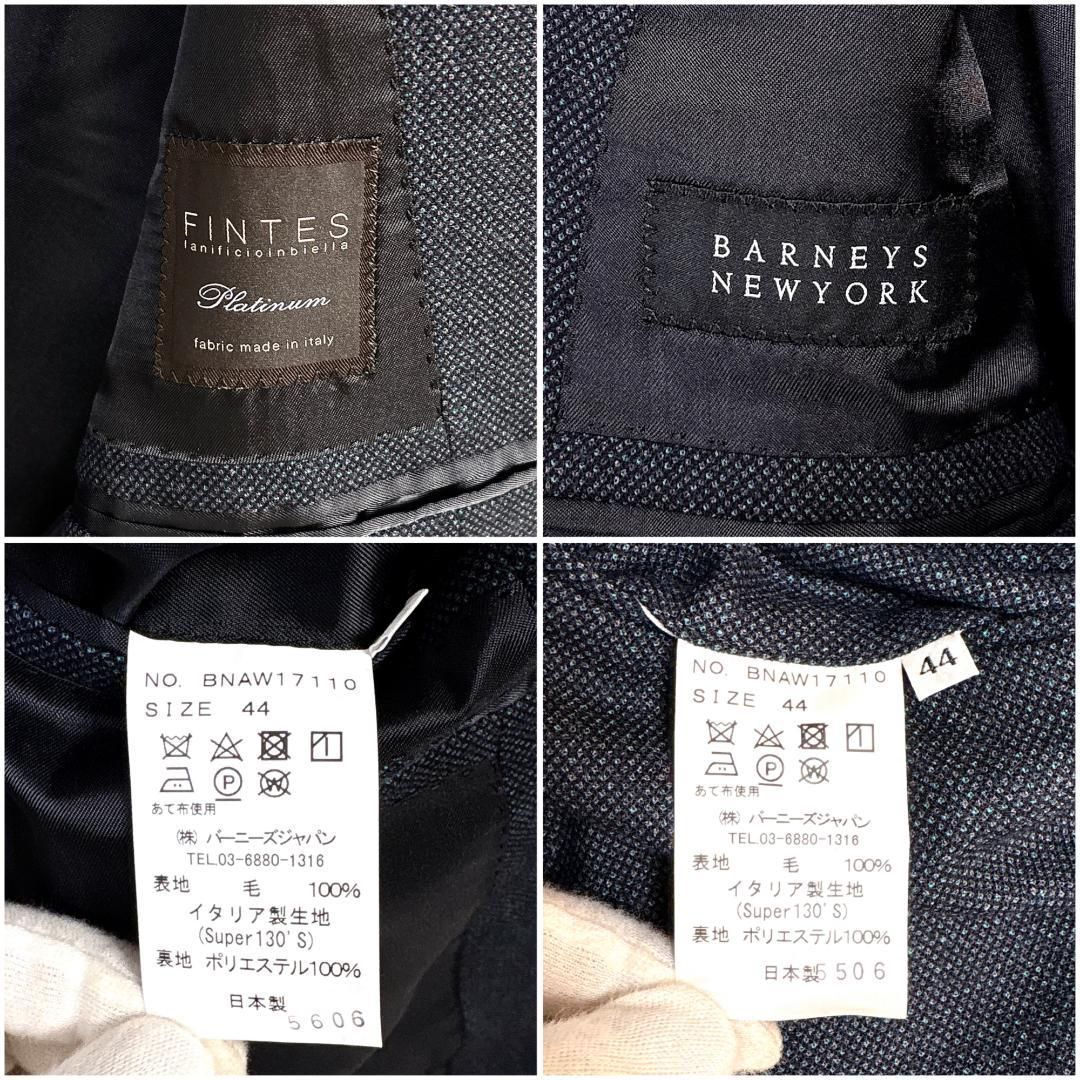 FINTES
lanificioinbiella
Platinum
fabric made in italy
BARNEYS
NEWYORK
NO. BNAW17110
SIZE 44
P
W
あて布使用
㈱ バーニーズジャパン
TEL.03-6880-1316
表地 毛 100%
イタリア製生地
(Super130'S)
裏地 ポリエステル100%
日本製
5606
NO. BNAW17110
SIZE 44
44
P
W
あて布使用
㈱ バーニーズジャパン
TEL.03-6880-1316
表地 毛 100%
イタリア製生地
(Super130'S)
裏地 ポリエステル100%
日本製5506